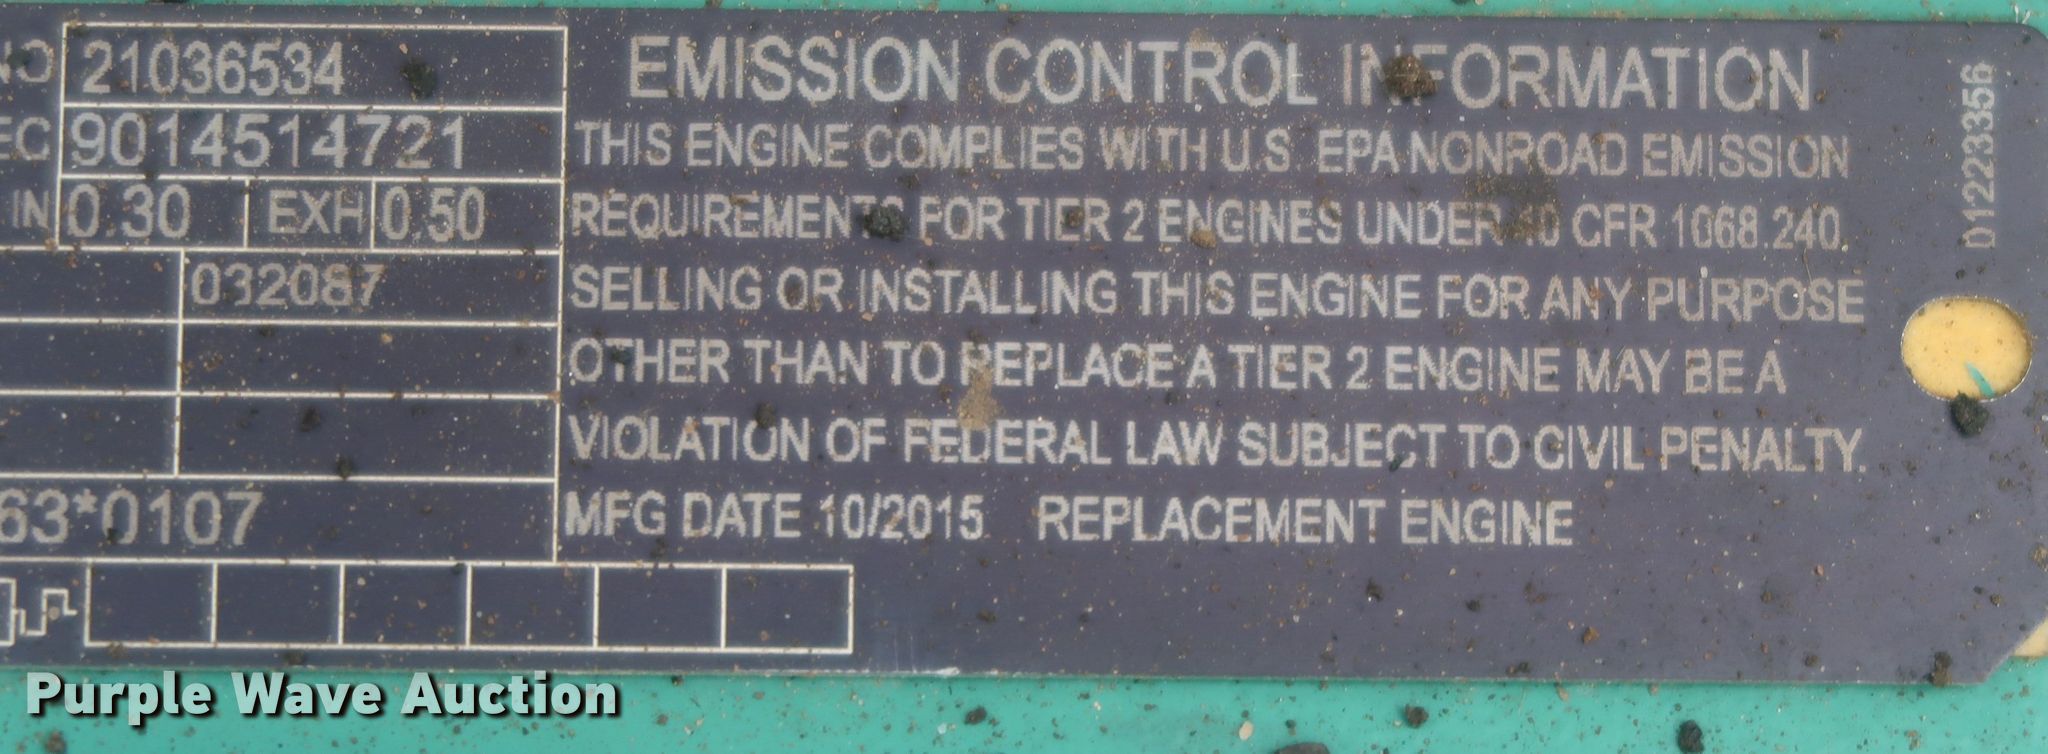 NO 21036534
EC 9014514721
IN 0.30 EXH 0.50
032087
63*0107
EMISSION CONTROL INFORMATION
THIS ENGINE COMPLIES WITH U.S EPA NONROAD EMISSION
REQUIREMENTS FOR TIER 2 ENGINES UNDER 40 CFR 1068.240.
SELLING OR INSTALLING THIS ENGINE FOR ANY PURPOSE
OTHER THAN TO REPLACE A TIER 2 ENGINE MAY BE A
VIOLATION OF FEDERAL LAW SUBJECT TO CIVIL PENALTY.
MFG DATE 10/2015 REPLACEMENT ENGINE
D1223356
Purple Wave Auction